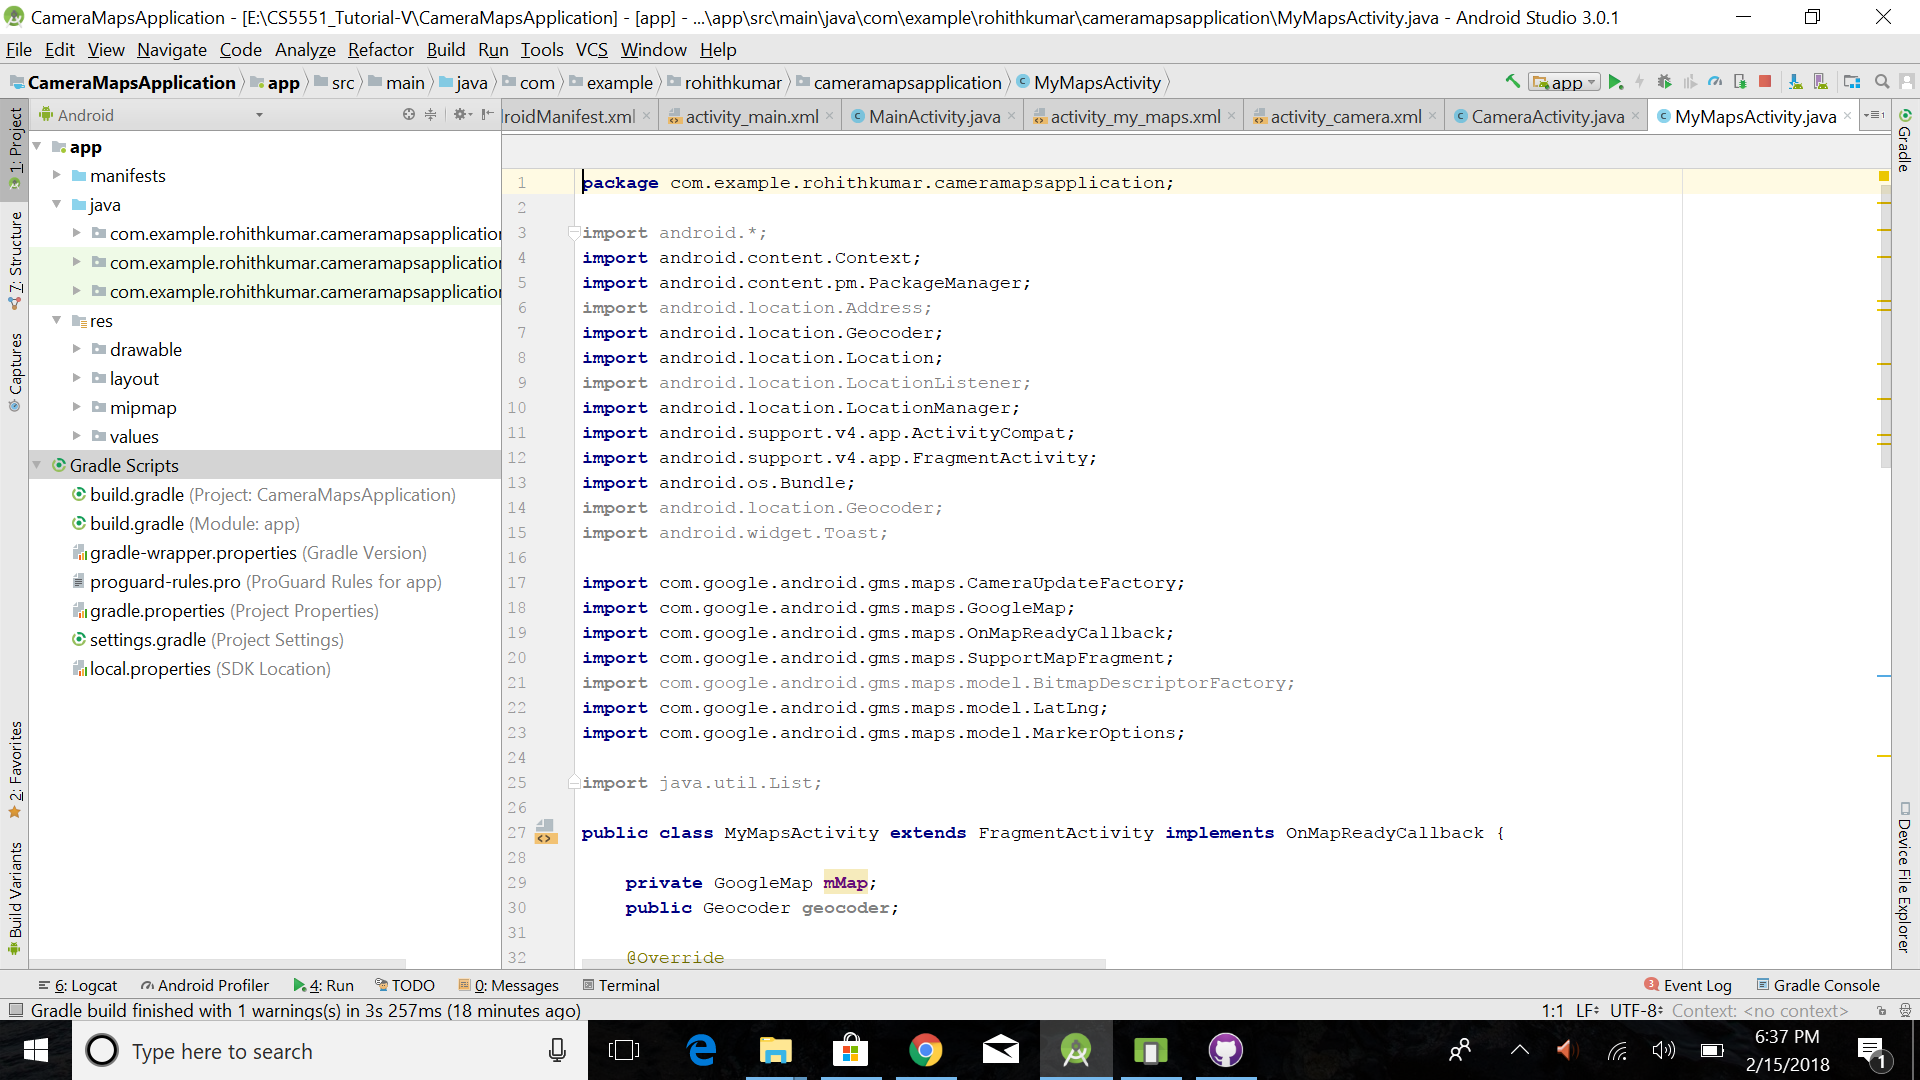 CameraMapsApplication - [E:\CS5551_Tutorial-V\CameraMapsApplication] - [app] - ...\app\src\main\java\com\example\rohithkumar\cameramapsapplication\MyMapsActivity.java - Android Studio 3.0.1
File Edit View Navigate Code Analyze Refactor Build Run Tools VCS Window Help
CameraMapsApplication app src main java com example rohithkumar cameramapsapplication MyMapsActivity app
Android
roidManifest.xml activity_main.xml MainActivity.java activity_my_maps.xml activity_camera.xml CameraActivity.java MyMapsActivity.java
1: Project
7: Structure
Captures
2: Favorites
Build Variants
app
manifests
java
com.example.rohithkumar.cameramapsapplication
com.example.rohithkumar.cameramapsapplication
com.example.rohithkumar.cameramapsapplication
res
drawable
layout
mipmap
values
Gradle Scripts
build.gradle (Project: CameraMapsApplication)
build.gradle (Module: app)
gradle-wrapper.properties (Gradle Version)
proguard-rules.pro (ProGuard Rules for app)
gradle.properties (Project Properties)
settings.gradle (Project Settings)
local.properties (SDK Location)
1 package com.example.rohithkumar.cameramapsapplication;
2
3 import android.*;
4 import android.content.Context;
5 import android.content.pm.PackageManager;
6 import android.location.Address;
7 import android.location.Geocoder;
8 import android.location.Location;
9 import android.location.LocationListener;
10 import android.location.LocationManager;
11 import android.support.v4.app.ActivityCompat;
12 import android.support.v4.app.FragmentActivity;
13 import android.os.Bundle;
14 import android.location.Geocoder;
15 import android.widget.Toast;
16
17 import com.google.android.gms.maps.CameraUpdateFactory;
18 import com.google.android.gms.maps.GoogleMap;
19 import com.google.android.gms.maps.OnMapReadyCallback;
20 import com.google.android.gms.maps.SupportMapFragment;
21 import com.google.android.gms.maps.model.BitmapDescriptorFactory;
22 import com.google.android.gms.maps.model.LatLng;
23 import com.google.android.gms.maps.model.MarkerOptions;
24
25 import java.util.List;
26
27 public class MyMapsActivity extends FragmentActivity implements OnMapReadyCallback {
28
29 private GoogleMap mMap;
30 public Geocoder geocoder;
31
32 @Override
Gradle
Device File Explorer
6: Logcat Android Profiler 4: Run TODO 0: Messages Terminal 3 Event Log Gradle Console
Gradle build finished with 1 warnings(s) in 3s 257ms (18 minutes ago) 1:1 LF UTF-8 Context: <no context>
Type here to search
6:37 PM
2/15/2018
1